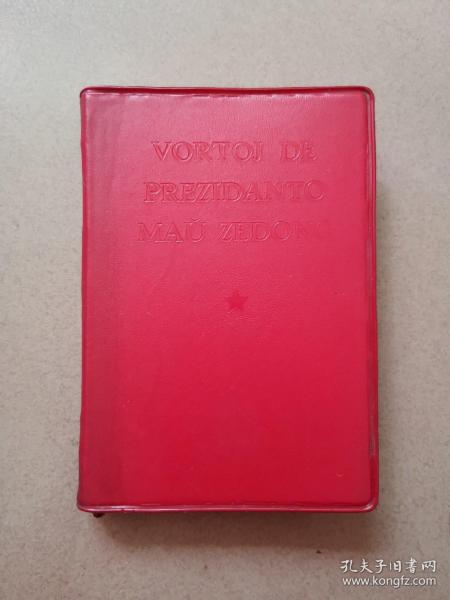 VORTOJ DE
PREZIDANTO
MAŬ ZEDONG
孔夫子旧书网
www.kongfz.com